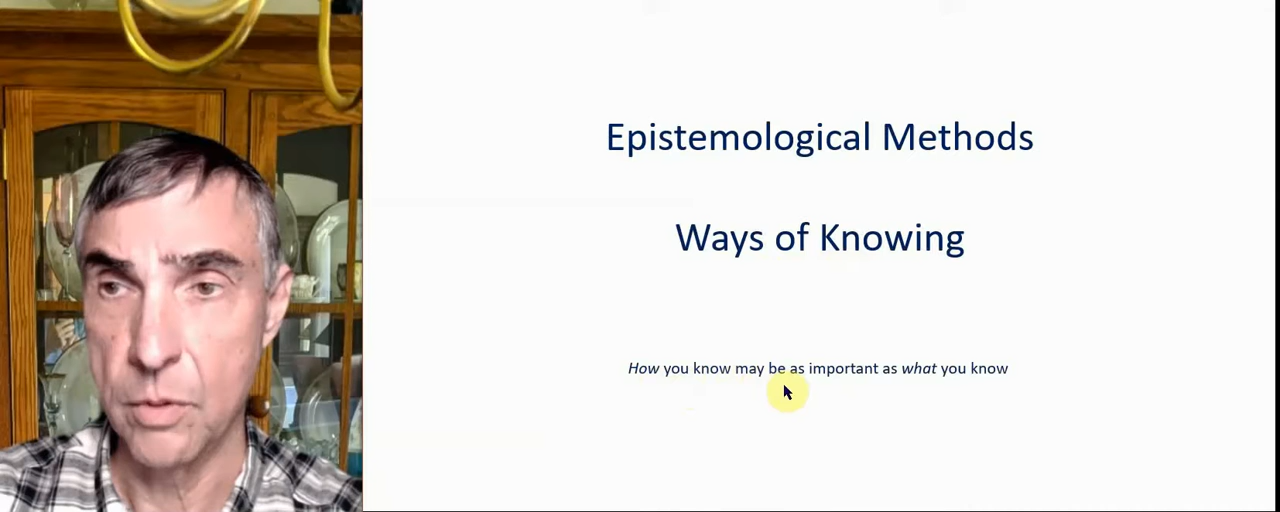 Epistemological Methods
Ways of Knowing
How you know may be as important as what you know